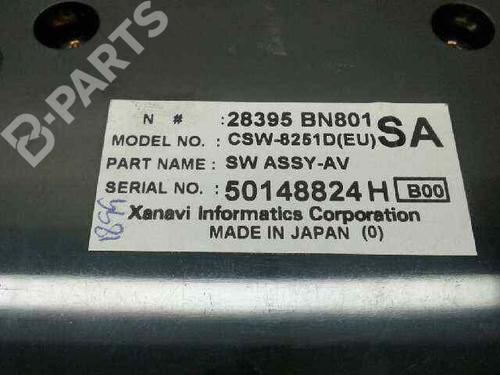 B-PARTS
N # : 28395 BN801
MODEL NO. : CSW-8251D(EU) SA
PART NAME : SW ASSY-AV
SERIAL NO. : 50148824 H B00
Xanavi Informatics Corporation
MADE IN JAPAN (0)